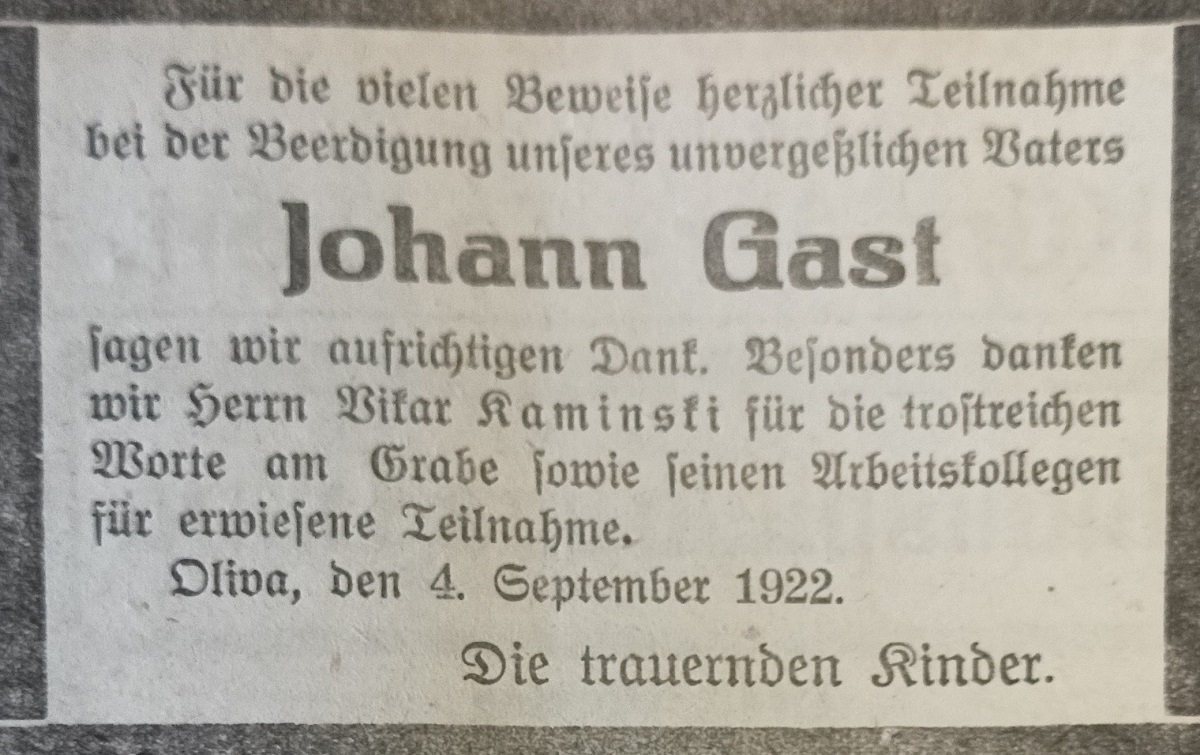 Für die vielen Beweiſe herzlicher Teilnahme
bei der Beerdigung unſeres unvergeßlichen Vaters
Johann Gast
ſagen wir aufrichtigen Dank. Beſonders danken
wir Herrn Vikar Kaminski für die troſtreichen
Worte am Grabe ſowie ſeinen Arbeitskollegen
für erwieſene Teilnahme.
Oliva, den 4. September 1922.
Die trauernden Kinder.